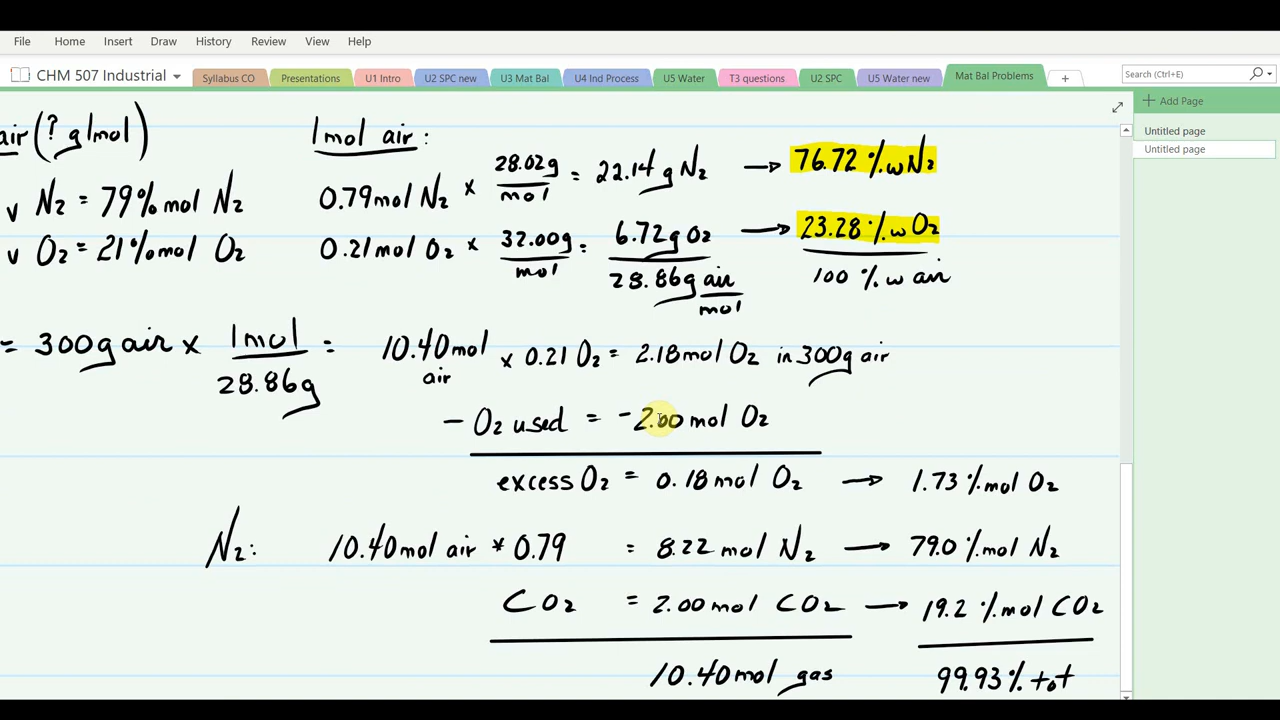 File Home Insert Draw History Review View Help
CHM 507 Industrial Syllabus CO Presentations U1 Intro U2 SPC new U3 Mat Bal U4 Ind Process U5 Water T3 questions U2 SPC U5 Water new Mat Bal Problems + Search (Ctrl+E)
+ Add Page
Untitled page
Untitled page
air (? g/mol) 1 mol air:
v N₂ = 79% mol N₂ 0.79 mol N₂ × 28.02g/mol = 22.14 g N₂ → 76.72 %w N₂
v O₂ = 21% mol O₂ 0.21 mol O₂ × 32.00g/mol = 6.72g O₂ → 23.28 %w O₂
28.86g air/mol 100 %w air
= 300g air × 1 mol/28.86g = 10.40 mol air × 0.21 O₂ = 2.18 mol O₂ in 300g air
− O₂ used = −2.00 mol O₂
excess O₂ = 0.18 mol O₂ → 1.73 % mol O₂
N₂: 10.40 mol air * 0.79 = 8.22 mol N₂ → 79.0 % mol N₂
CO₂ = 2.00 mol CO₂ → 19.2 % mol CO₂
10.40 mol gas 99.93% tot